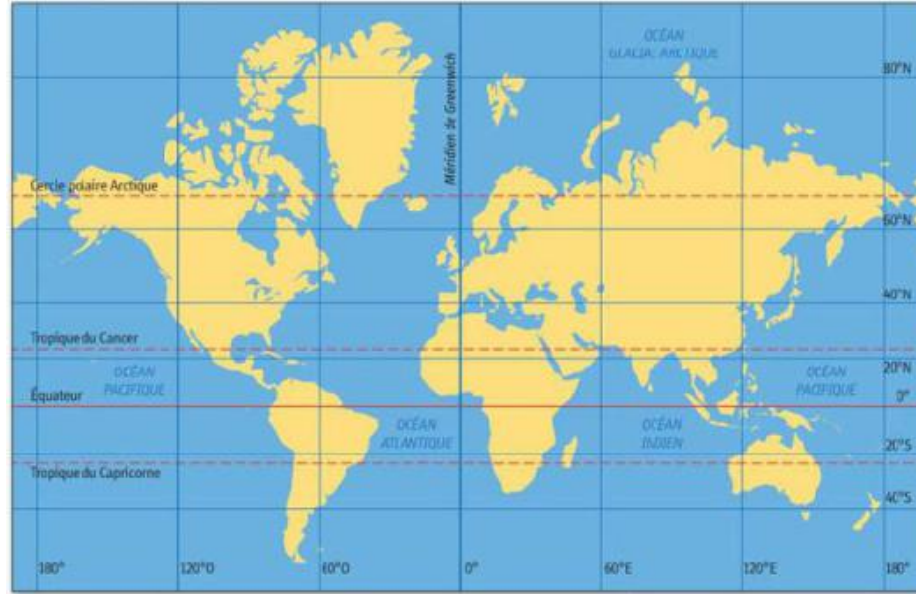 OCÉAN
GLACIAL ARCTIQUE
80°N
Méridien de Greenwich
Cercle polaire Arctique
60°N
40°N
Tropique du Cancer
20°N
OCÉAN
PACIFIQUE
OCÉAN
PACIFIQUE
Équateur
0°
OCÉAN
ATLANTIQUE
OCÉAN
INDIEN
20°S
Tropique du Capricorne
40°S
180°
120°O
60°O
0°
60°E
120°E
180°